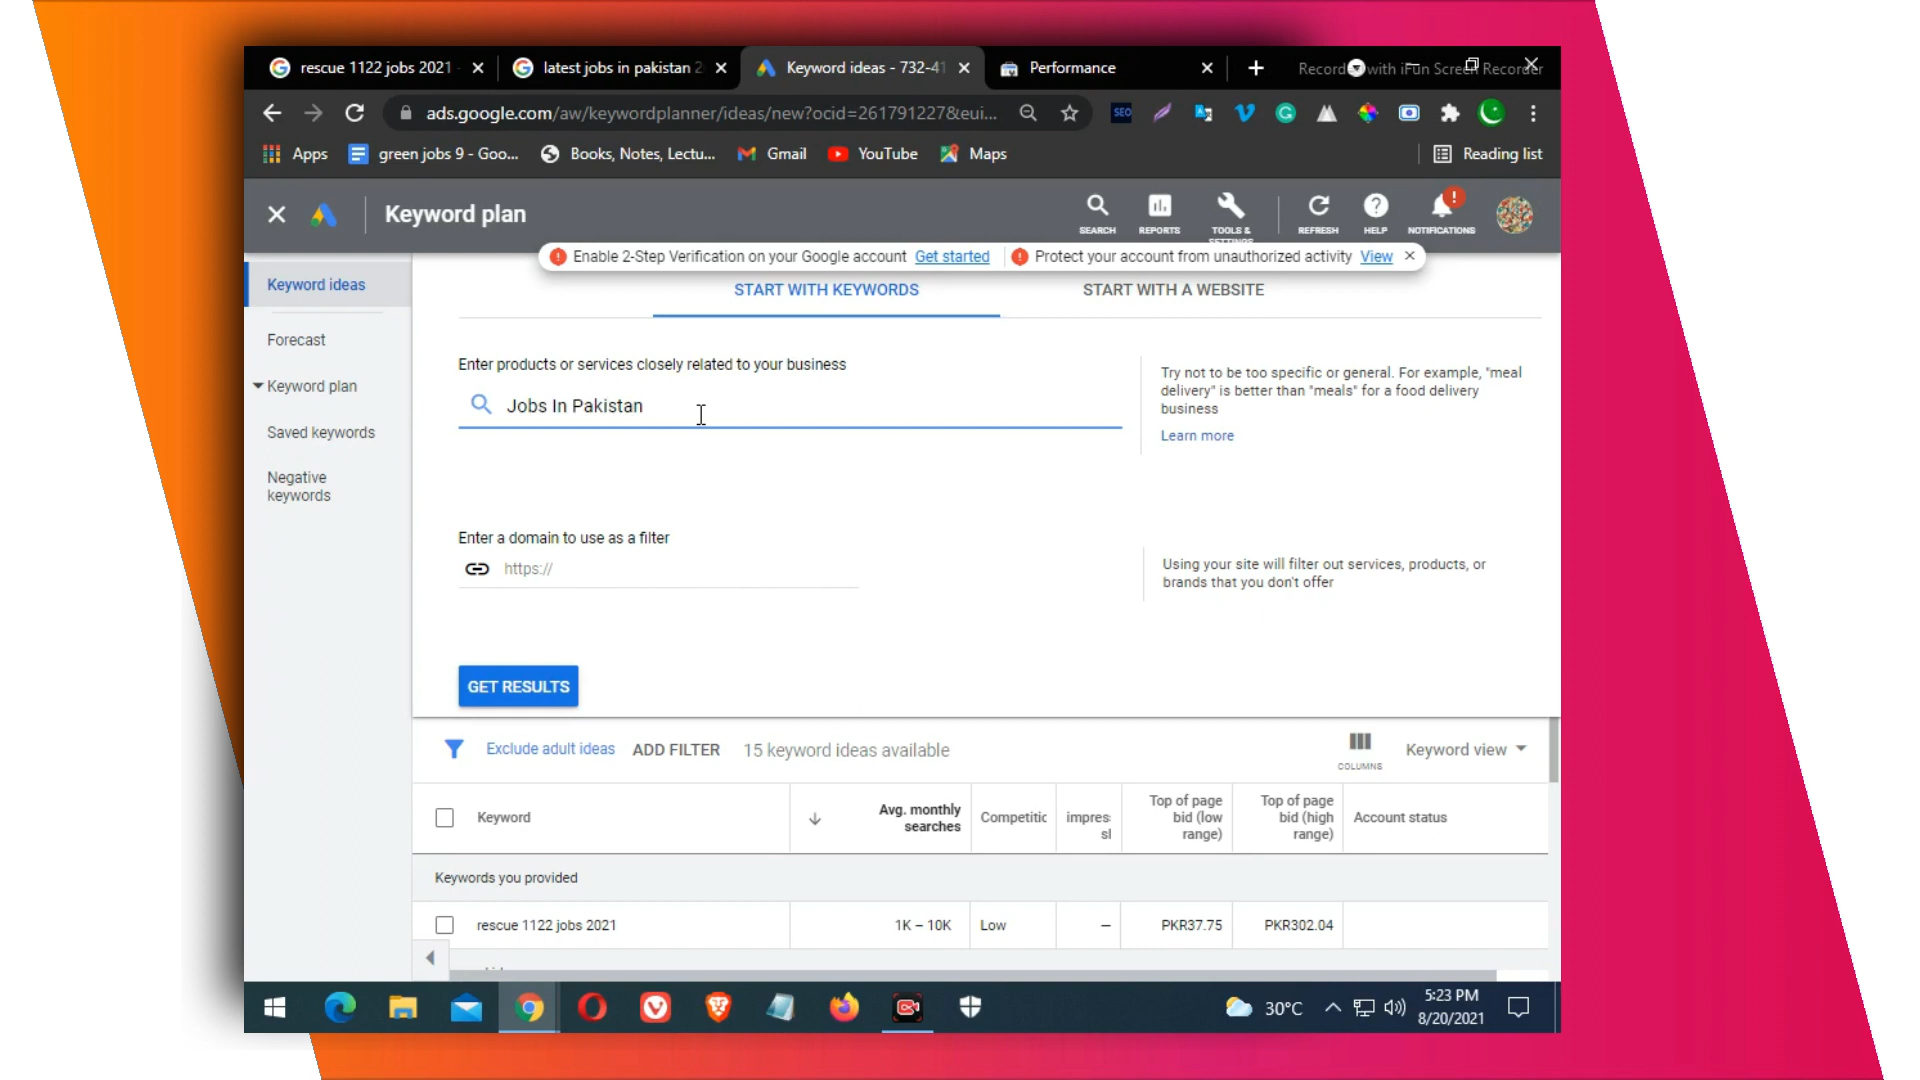 rescue 1122 jobs 2021
latest jobs in pakistan 2
Keyword ideas - 732-41
Performance
Record with iFun Screen Recorder
ads.google.com/aw/keywordplanner/ideas/new?ocid=261791227&eui...
SEO
Apps
green jobs 9 - Goo...
Books, Notes, Lectu...
Gmail
YouTube
Maps
Reading list
Keyword plan
SEARCH
REPORTS
TOOLS &
SETTINGS
REFRESH
HELP
NOTIFICATIONS
Enable 2-Step Verification on your Google account Get started
Protect your account from unauthorized activity View
Keyword ideas
Forecast
Keyword plan
Saved keywords
Negative
keywords
START WITH KEYWORDS
START WITH A WEBSITE
Enter products or services closely related to your business
Jobs In Pakistan
Try not to be too specific or general. For example, "meal
delivery" is better than "meals" for a food delivery
business
Learn more
Enter a domain to use as a filter
https://
Using your site will filter out services, products, or
brands that you don't offer
GET RESULTS
Exclude adult ideas
ADD FILTER
15 keyword ideas available
COLUMNS
Keyword view
Keyword
Avg. monthly
searches
Competitic
impres
sl
Top of page
bid (low
range)
Top of page
bid (high
range)
Account status
Keywords you provided
rescue 1122 jobs 2021
1K – 10K
Low
–
PKR37.75
PKR302.04
30°C
5:23 PM
8/20/2021